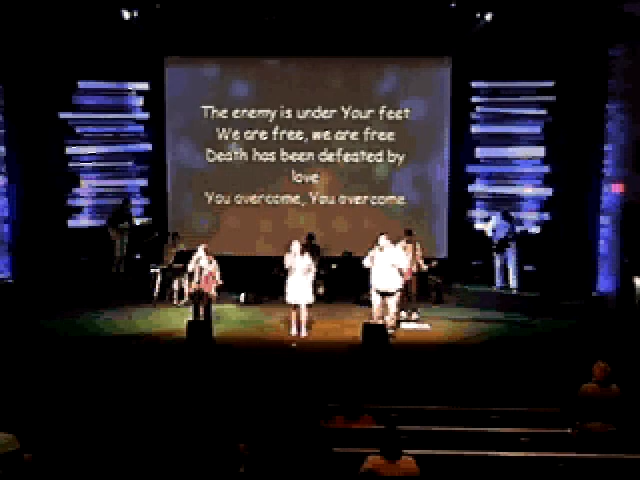 The enemy is under Your feet
We are free, we are free
Death has been defeated by
love
You overcome, You overcome